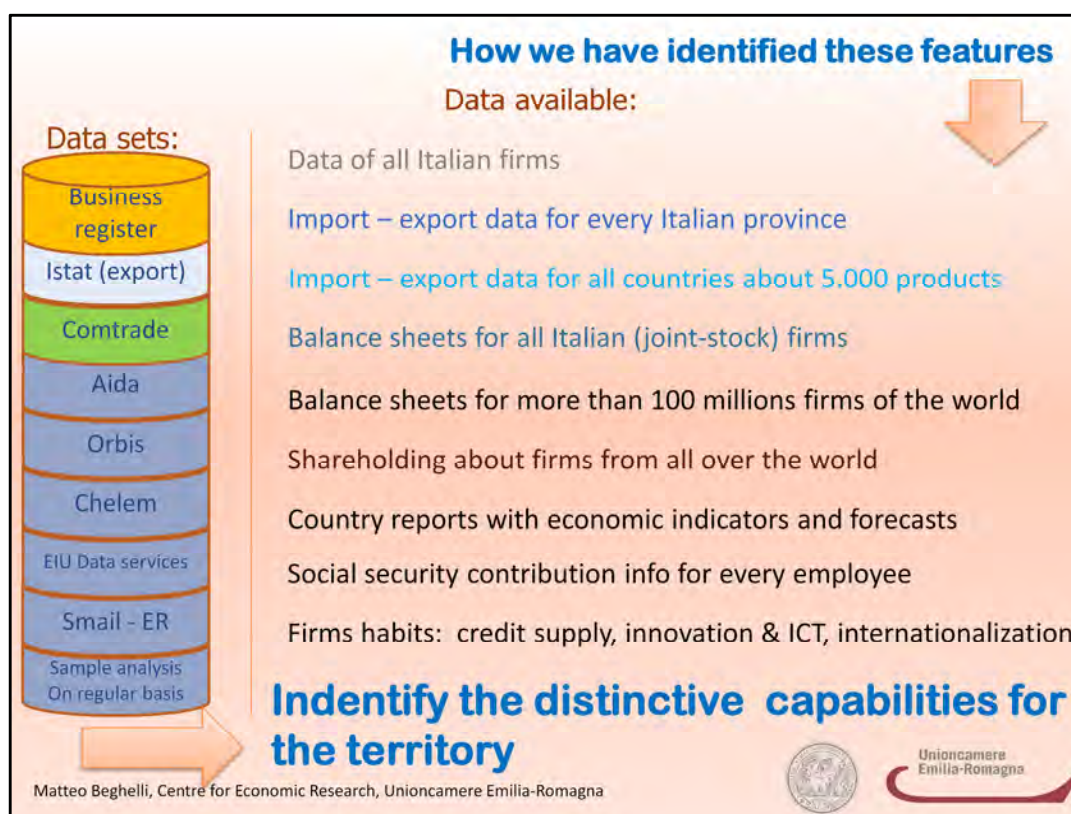 How we have identified these features
Data available:
Data sets:
Business
register
Istat (export)
Comtrade
Aida
Orbis
Chelem
EIU Data services
Smail - ER
Sample analysis
On regular basis
Data of all Italian firms
Import – export data for every Italian province
Import – export data for all countries about 5.000 products
Balance sheets for all Italian (joint-stock) firms
Balance sheets for more than 100 millions firms of the world
Shareholding about firms from all over the world
Country reports with economic indicators and forecasts
Social security contribution info for every employee
Firms habits: credit supply, innovation & ICT, internationalization
Indentify the distinctive capabilities for
the territory
Matteo Beghelli, Centre for Economic Research, Unioncamere Emilia-Romagna
Unioncamere
Emilia-Romagna